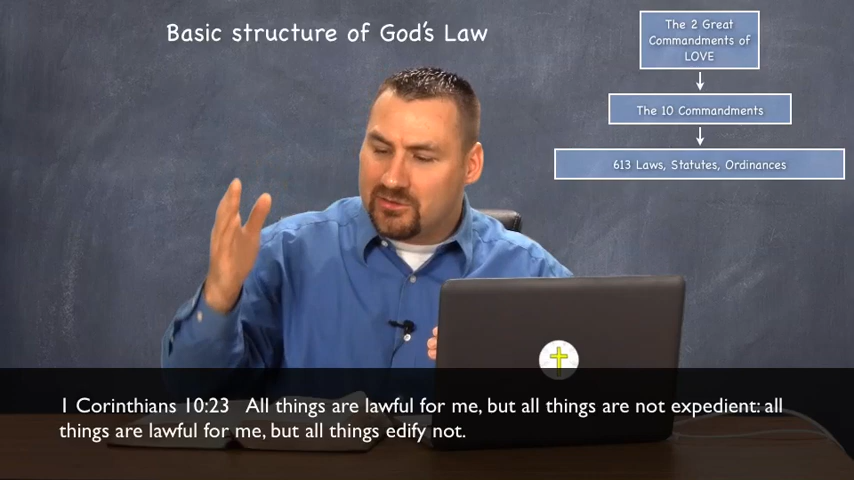 Basic structure of God's Law
The 2 Great
Commandments of
LOVE
The 10 Commandments
613 Laws, Statutes, Ordinances
1 Corinthians 10:23 All things are lawful for me, but all things are not expedient: all
things are lawful for me, but all things edify not.